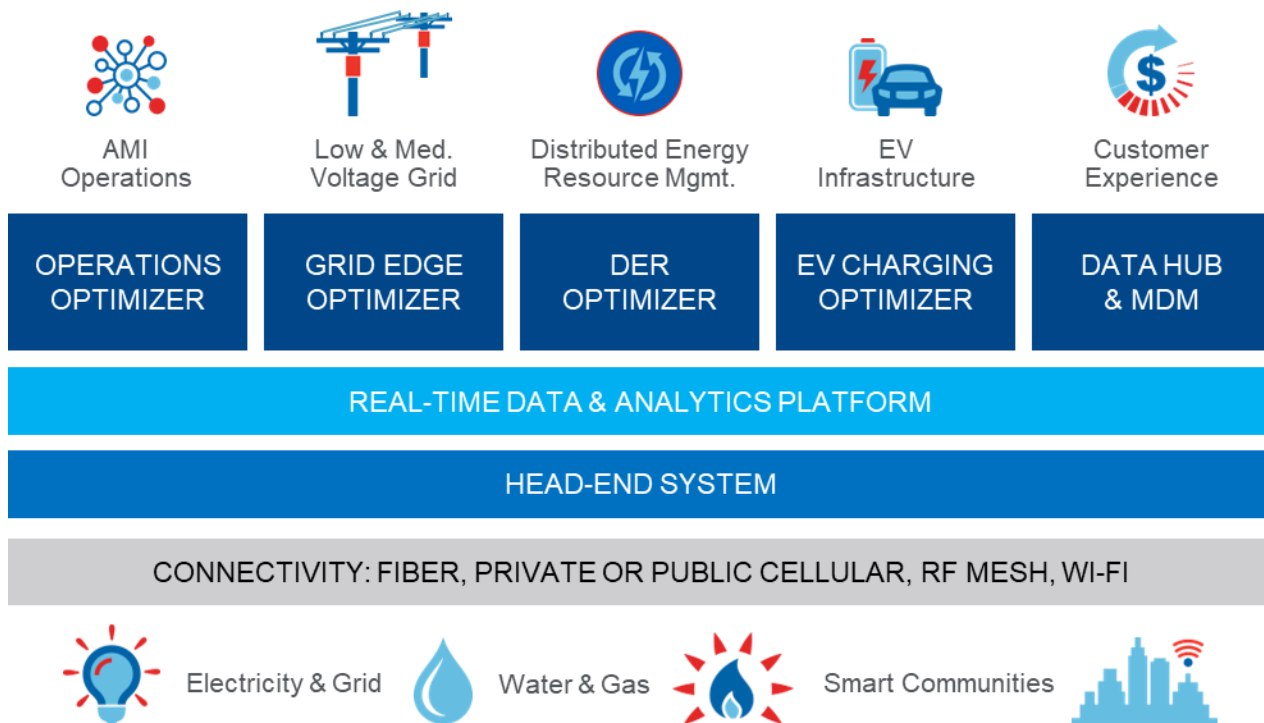 AMI
Operations
Low & Med.
Voltage Grid
Distributed Energy
Resource Mgmt.
EV
Infrastructure
Customer
Experience
OPERATIONS
OPTIMIZER
GRID EDGE
OPTIMIZER
DER
OPTIMIZER
EV CHARGING
OPTIMIZER
DATA HUB
& MDM
REAL-TIME DATA & ANALYTICS PLATFORM
HEAD-END SYSTEM
CONNECTIVITY: FIBER, PRIVATE OR PUBLIC CELLULAR, RF MESH, WI-FI
Electricity & Grid
Water & Gas
Smart Communities